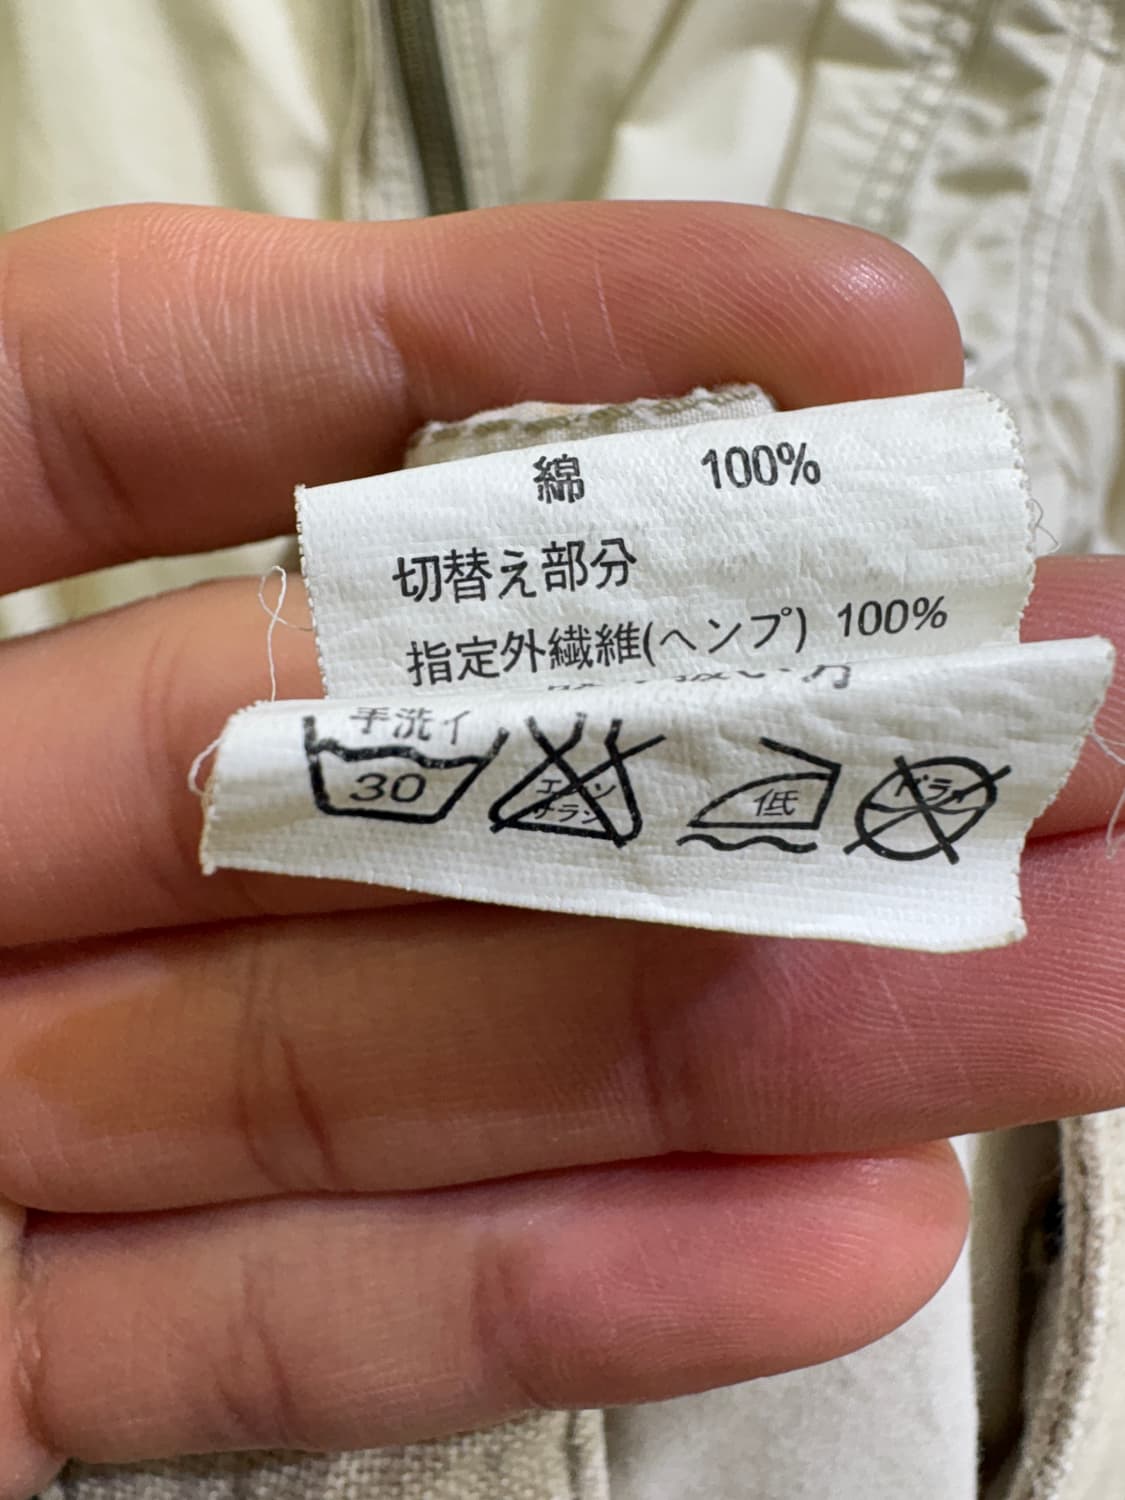 綿 100%
切替え部分
指定外繊維(ヘンプ) 100%
手洗イ
30
エンソ
サラシ
低
ドライ